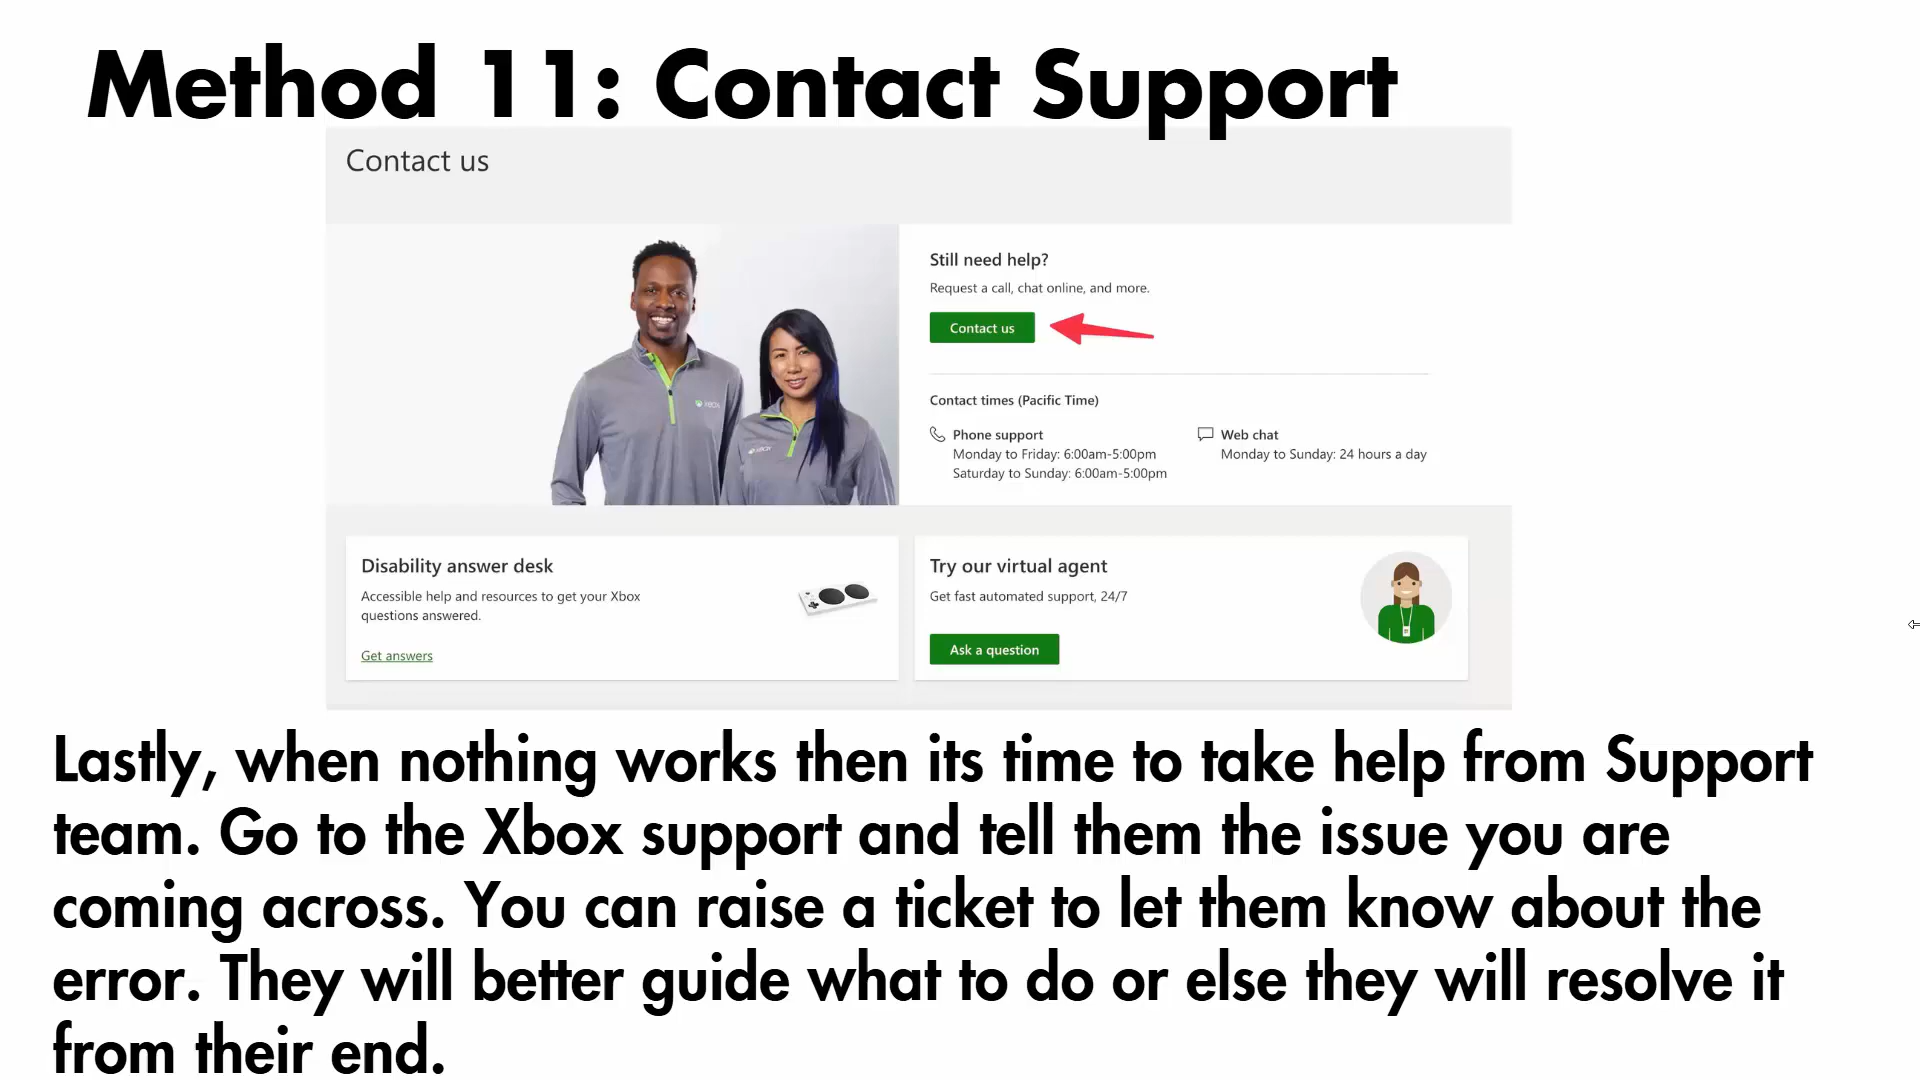 Method 11: Contact Support
Contact us
Still need help?
Request a call, chat online, and more.
Contact us
Contact times (Pacific Time)
Phone support
Monday to Friday: 6:00am-5:00pm
Saturday to Sunday: 6:00am-5:00pm
Web chat
Monday to Sunday: 24 hours a day
XBOX
XBOX
Disability answer desk
Accessible help and resources to get your Xbox
questions answered.
Get answers
Try our virtual agent
Get fast automated support, 24/7
Ask a question
Lastly, when nothing works then its time to take help from Support
team. Go to the Xbox support and tell them the issue you are
coming across. You can raise a ticket to let them know about the
error. They will better guide what to do or else they will resolve it
from their end.